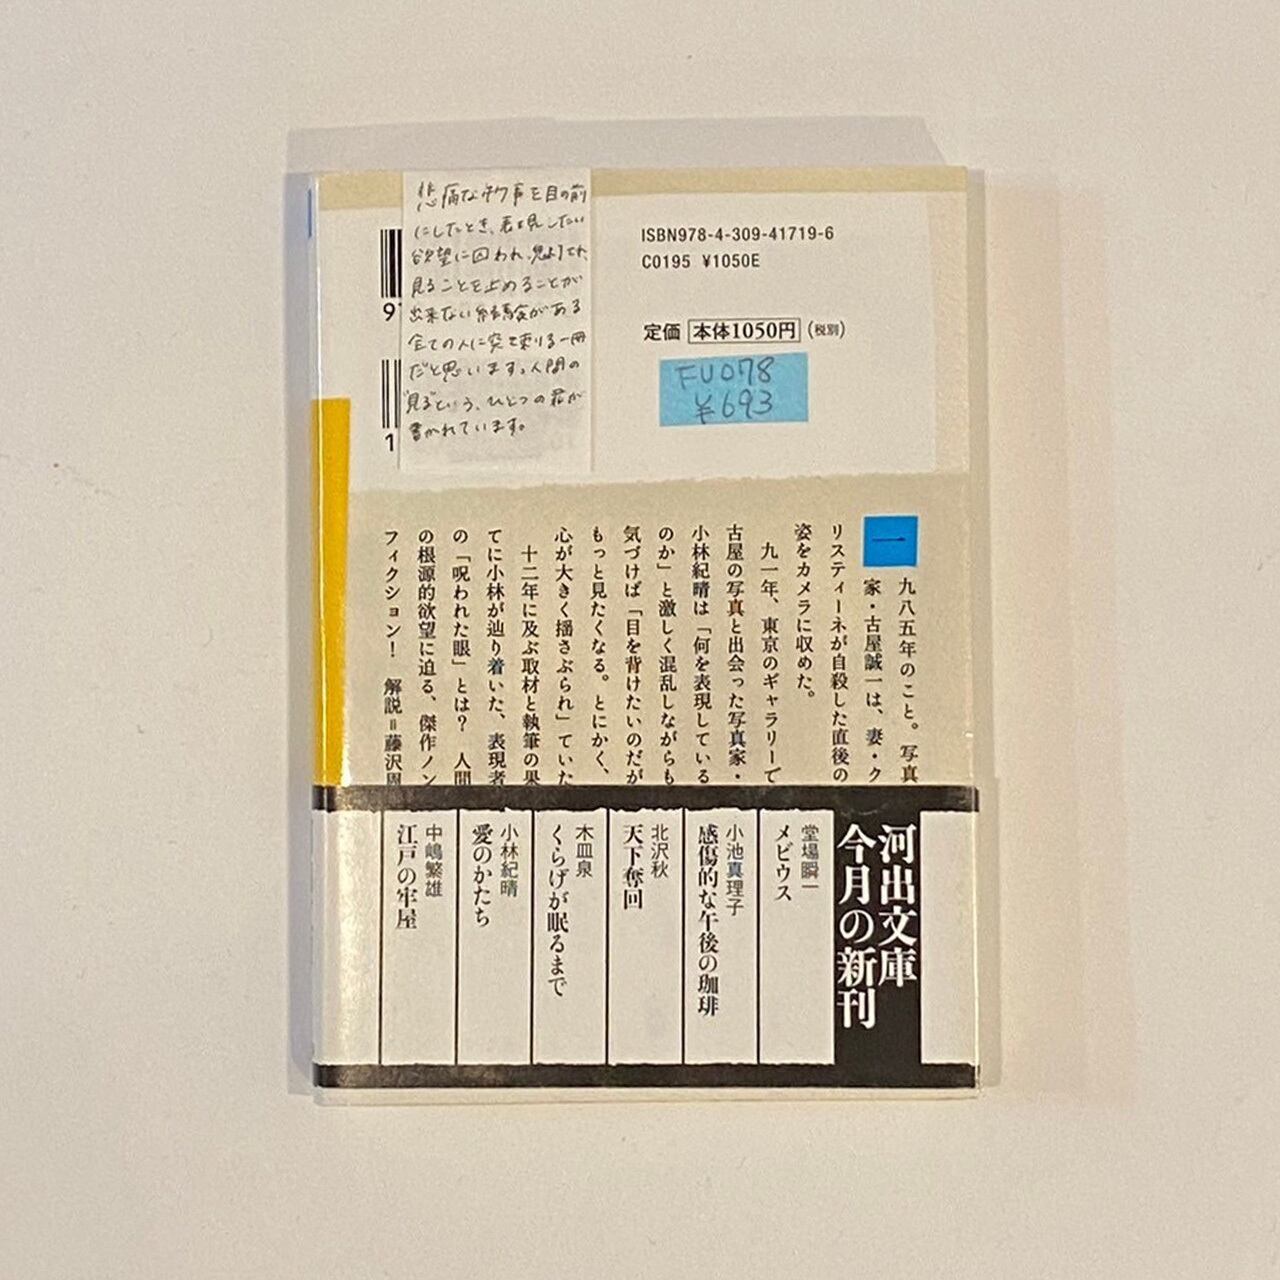 悲痛な
にしたとき、表現したい
欲望に囚われ、
見ることを止めることが
出来ない経験がある
全ての人に突き刺る一冊
だと思います。人間の
"見る"という、ひとつの
書かれています。
ISBN978-4-309-41719-6
C0195 ¥1050E
定価 本体1050円(税別)
FU078
¥693
9
1
一九八五年のこと。写真
家・古屋誠一は、妻・ク
リスティーネが自殺した直後の
姿をカメラに収めた。
九一年、東京のギャラリーで
古屋の写真と出会った写真家・
小林紀晴は「何を表現している
のか」と激しく混乱しながらも
気づけば「目を背けたいのだが
もっと見たくなる。とにかく、
心が大きく揺さぶられ」ていた
十二年に及ぶ取材と執筆の果
てに小林が辿り着いた、表現者
の「呪われた眼」とは? 人間
の根源的欲望に迫る、傑作ノン
フィクション! 解説=藤沢周
河出文庫
今月の新刊
堂場瞬一
メビウス
小池真理子
感傷的な午後の珈琲
北沢秋
天下奪回
木皿泉
くらげが眠るまで
小林紀晴
愛のかたち
中嶋繁雄
江戸の牢屋